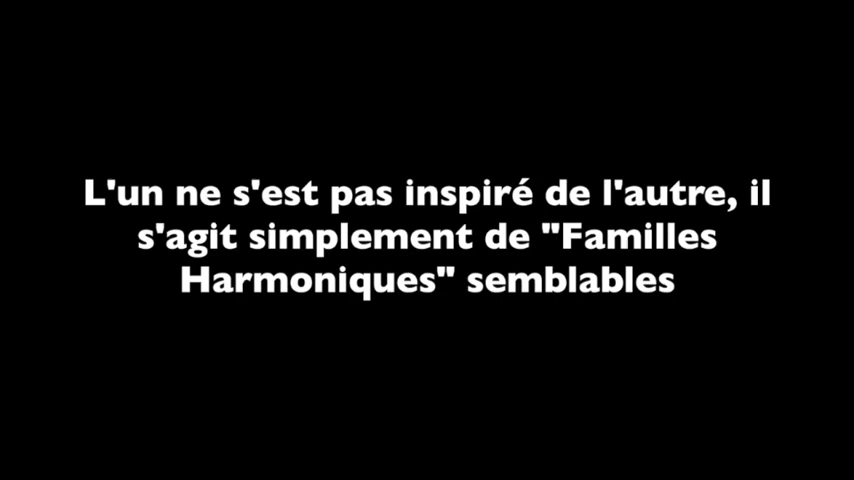 L'un ne s'est pas inspiré de l'autre, il
s'agit simplement de "Familles
Harmoniques" semblables